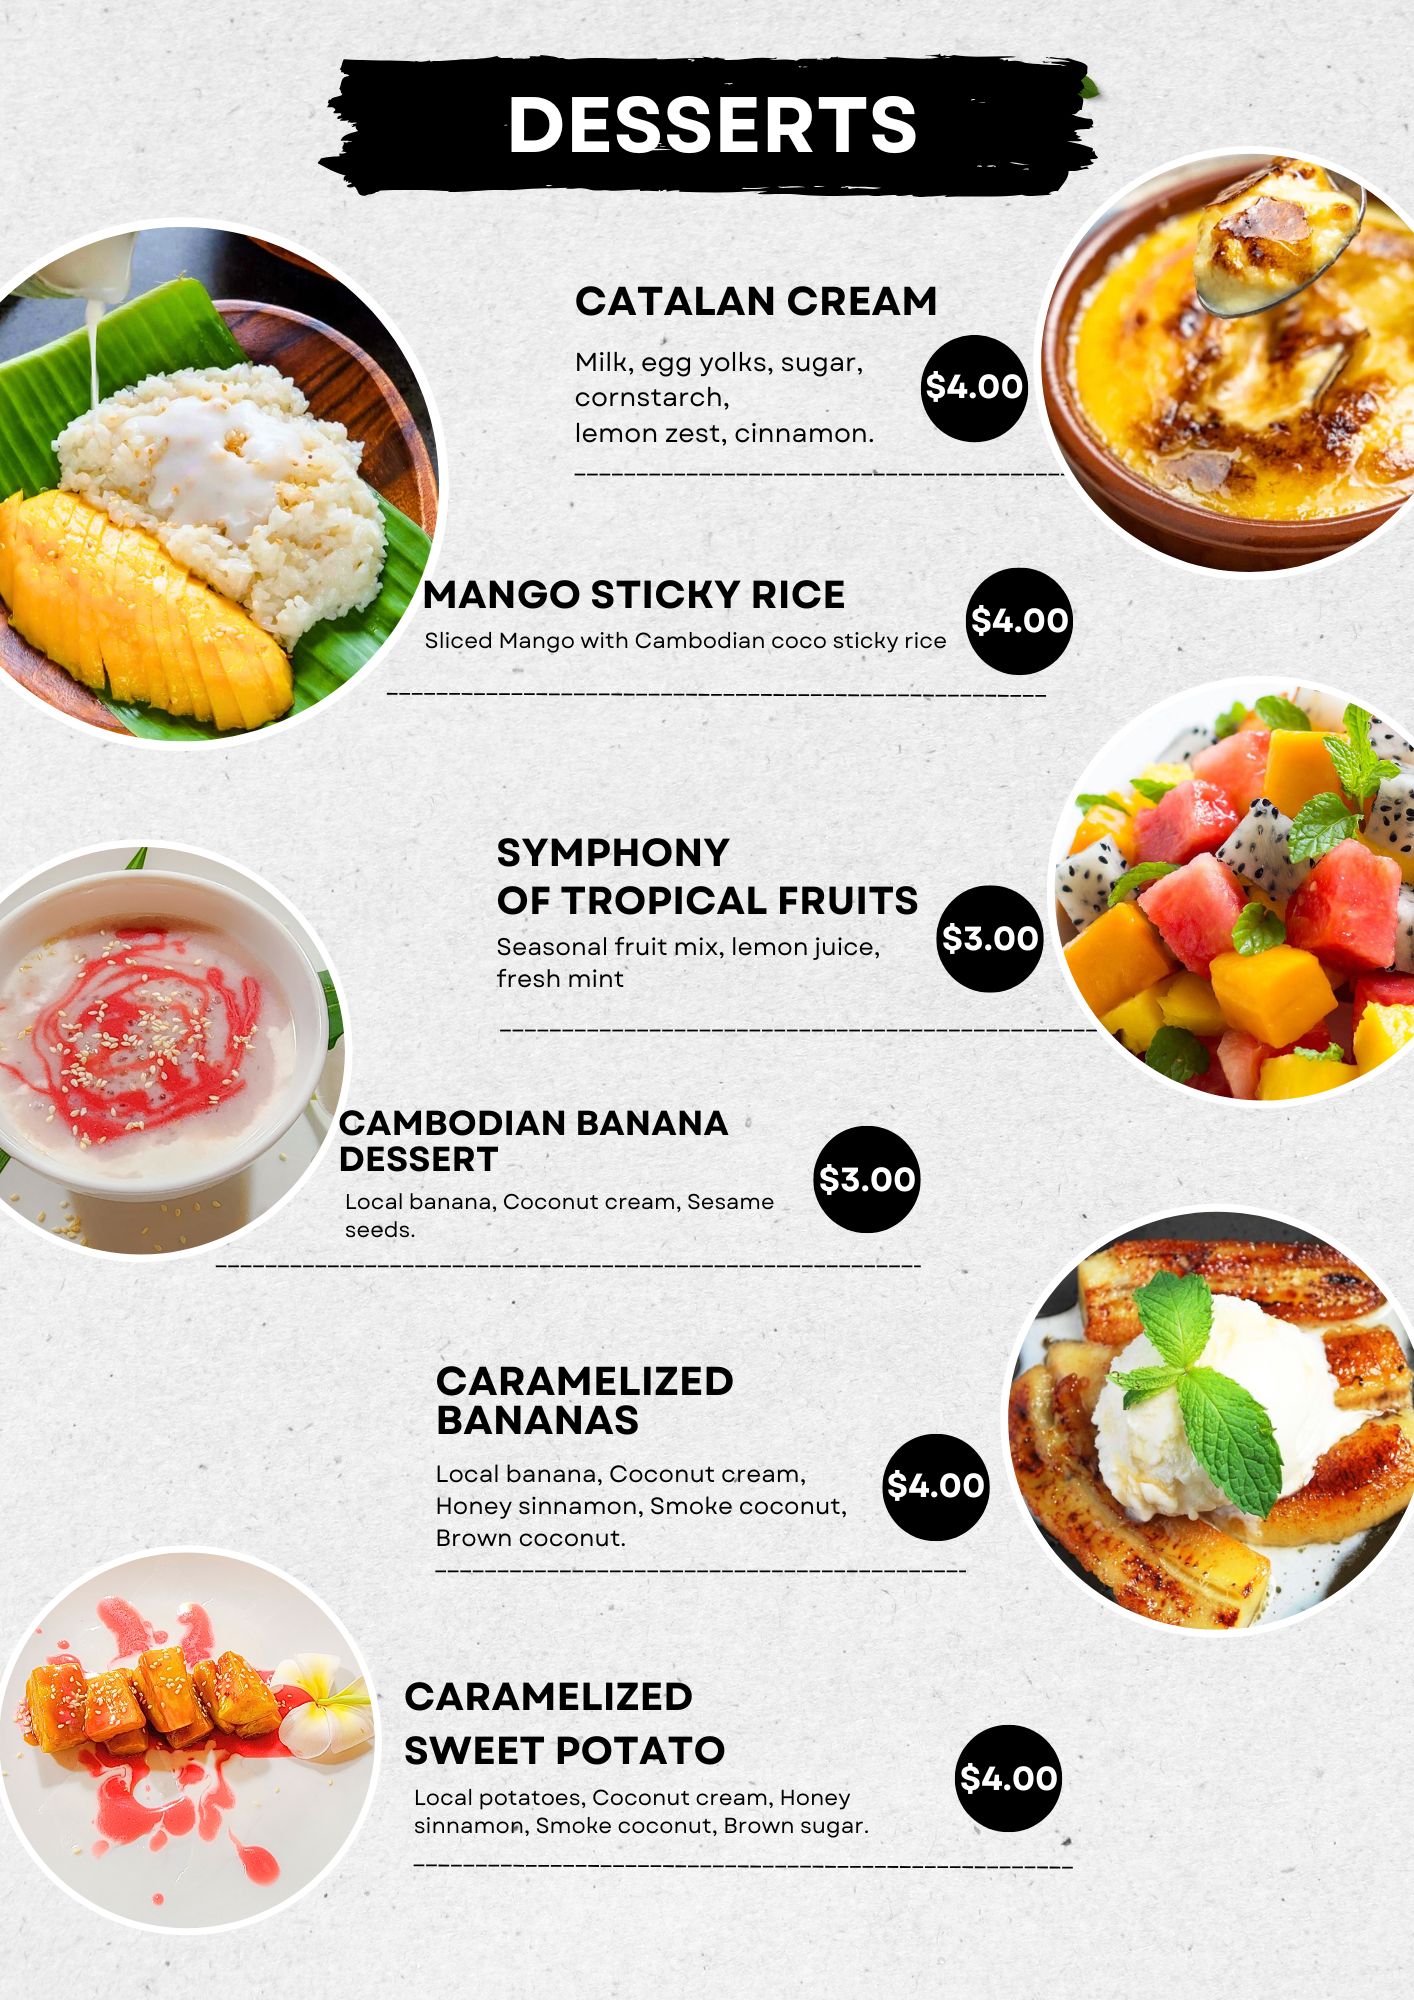 DESSERTS
CATALAN CREAM
Milk, egg yolks, sugar,
cornstarch,
lemon zest, cinnamon.
$4.00
MANGO STICKY RICE
Sliced Mango with Cambodian coco sticky rice
$4.00
SYMPHONY
OF TROPICAL FRUITS
Seasonal fruit mix, lemon juice,
fresh mint
$3.00
CAMBODIAN BANANA
DESSERT
Local banana, Coconut cream, Sesame
seeds.
$3.00
CARAMELIZED
BANANAS
Local banana, Coconut cream,
Honey sinnamon, Smoke coconut,
Brown coconut.
$4.00
CARAMELIZED
SWEET POTATO
Local potatoes, Coconut cream, Honey
sinnamon, Smoke coconut, Brown sugar.
$4.00